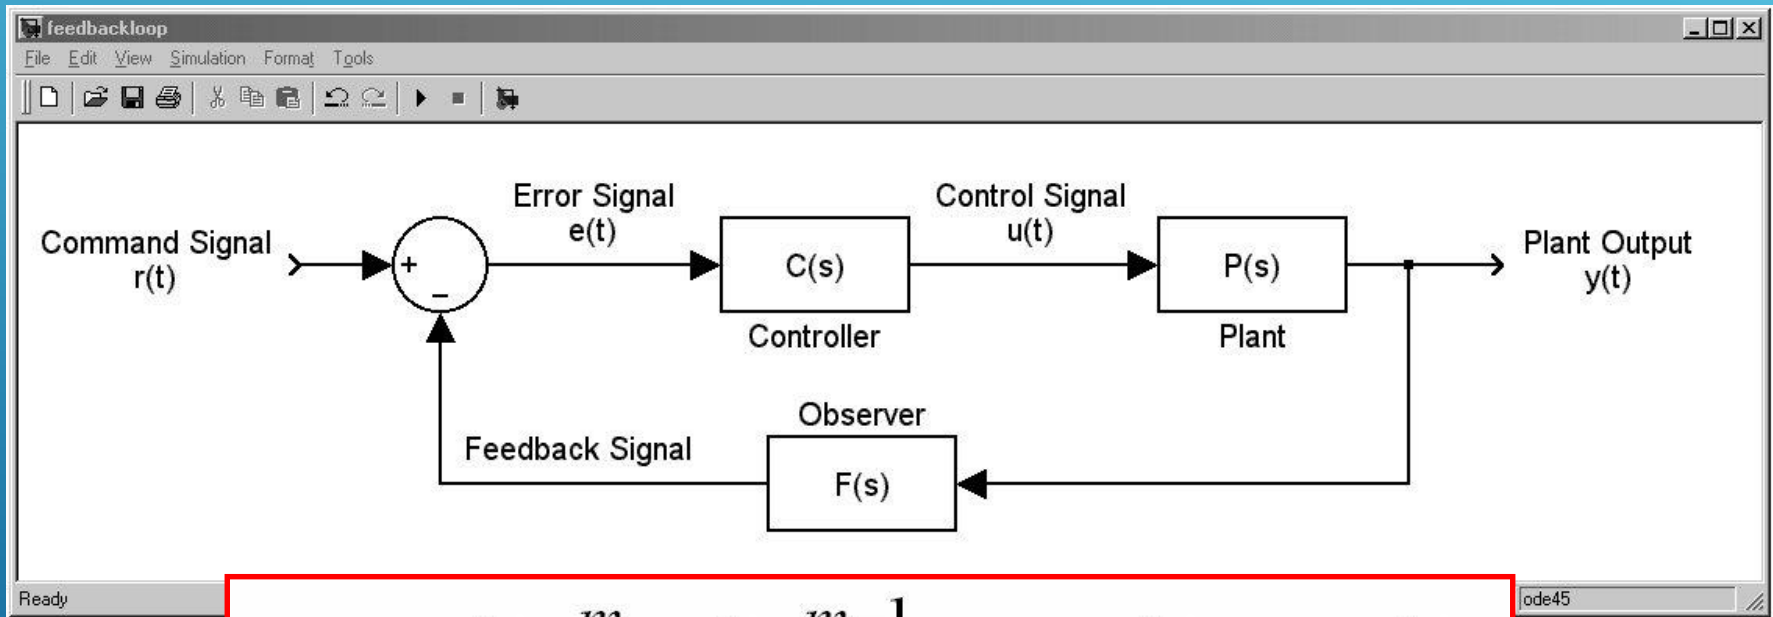 feedbackloop
File Edit View Simulation Format Tools
Error Signal
e(t)
Control Signal
u(t)
Command Signal
r(t)
+
−
C(s)
P(s)
Plant Output
y(t)
Controller
Plant
Observer
Feedback Signal
F(s)
Ready
ode45